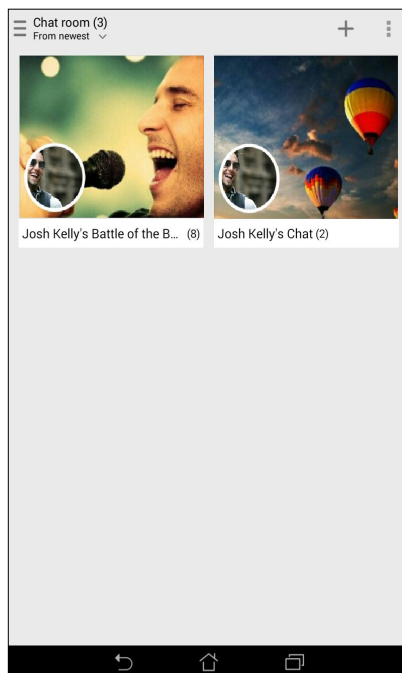 Chat room (3)
From newest
Josh Kelly's Battle of the B... (8)
Josh Kelly's Chat (2)